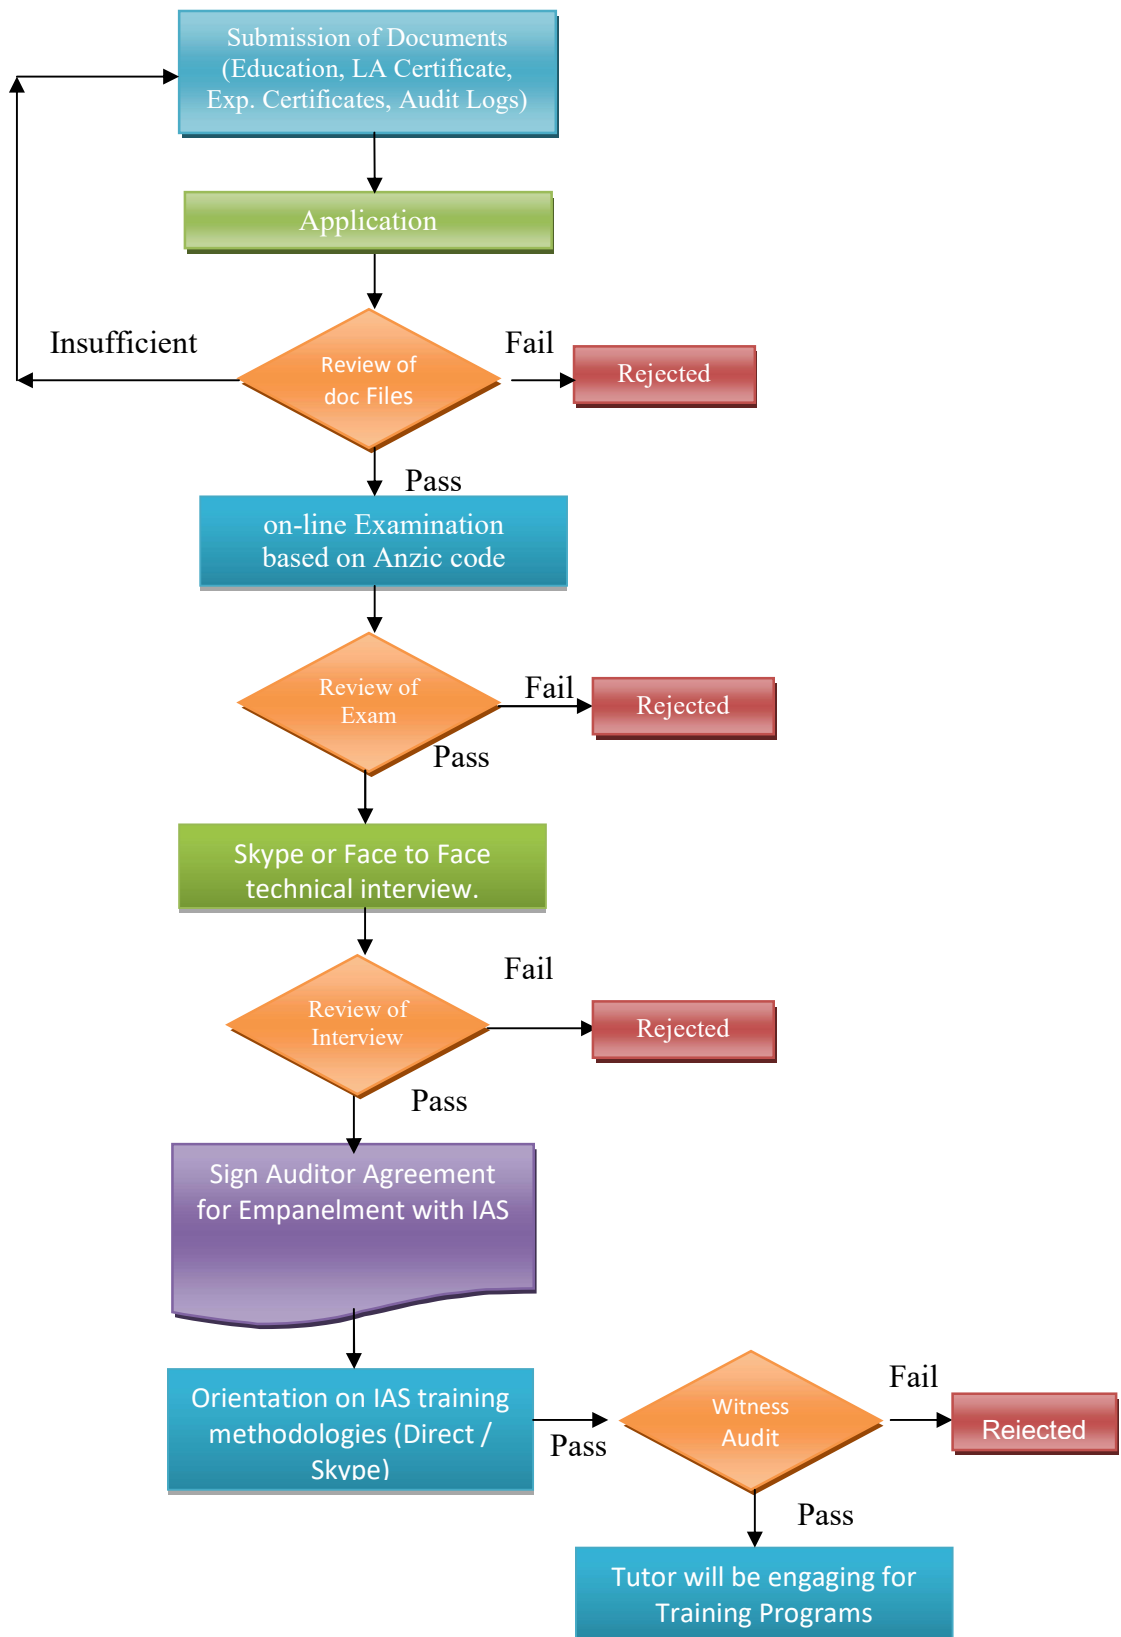 Submission of Documents
(Education, LA Certificate,
Exp. Certificates, Audit Logs)
Application
Insufficient
Review of
doc Files
Fail
Rejected
Pass
on-line Examination
based on Anzic code
Review of
Exam
Fail
Rejected
Pass
Skype or Face to Face
technical interview.
Fail
Review of
Interview
Rejected
Pass
Sign Auditor Agreement
for Empanelment with IAS
Orientation on IAS training
methodologies (Direct /
Skype)
Pass
Witness
Audit
Fail
Rejected
Pass
Tutor will be engaging for
Training Programs